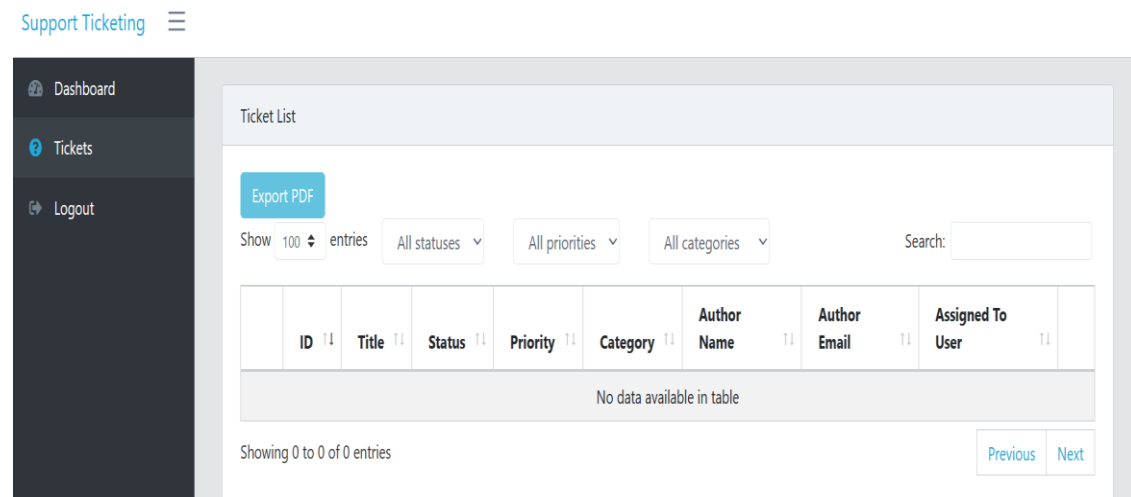 Support Ticketing
Dashboard
Tickets
Logout
Ticket List
Export PDF
Show 100 entries All statuses All priorities All categories Search:
ID Title Status Priority Category Author Name Author Email Assigned To User
No data available in table
Showing 0 to 0 of 0 entries Previous Next